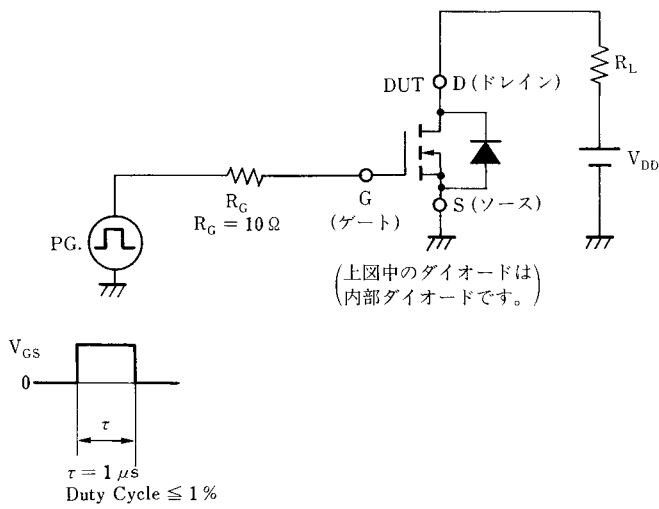 DUT
D (ドレイン)
R_L
V_DD
R_G
R_G = 10 Ω
G
(ゲート)
S (ソース)
PG.
(上図中のダイオードは
内部ダイオードです。)
V_GS
0
τ
τ = 1 μs
Duty Cycle ≦ 1 %